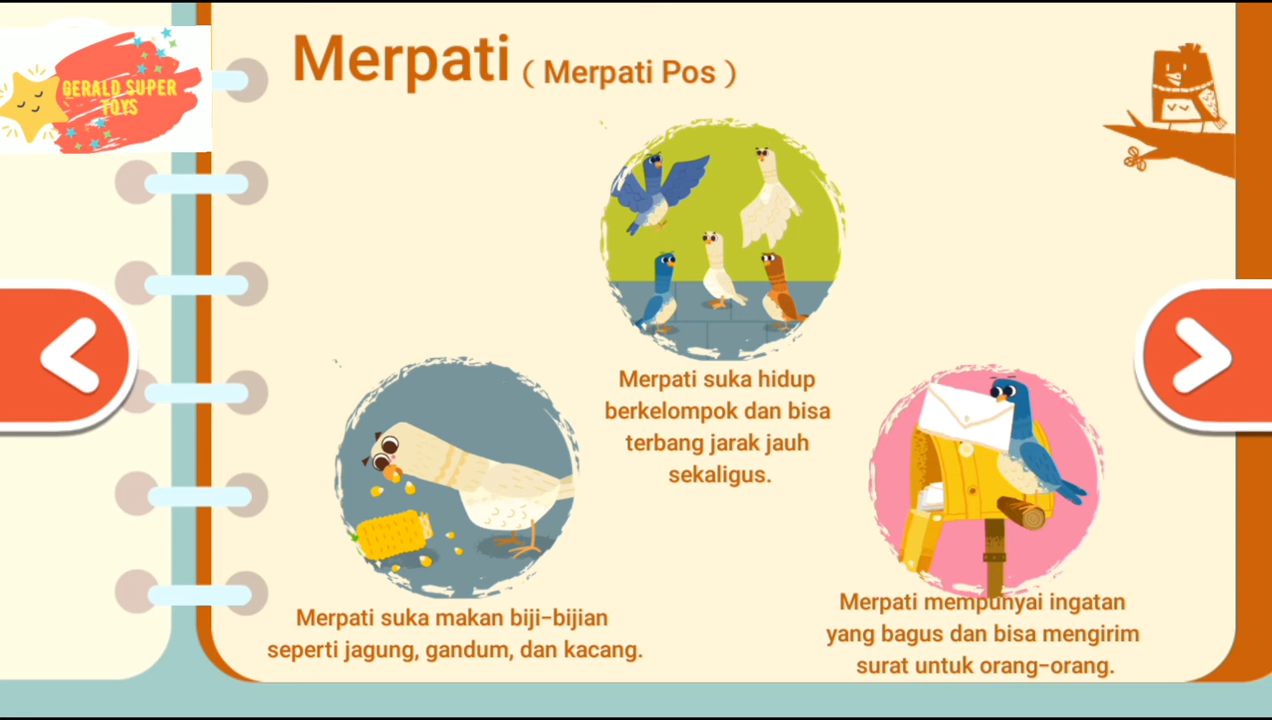 GERALD SUPER
TOYS
Merpati ( Merpati Pos )
Merpati suka hidup
berkelompok dan bisa
terbang jarak jauh
sekaligus.
Merpati suka makan biji-bijian
seperti jagung, gandum, dan kacang.
Merpati mempunyai ingatan
yang bagus dan bisa mengirim
surat untuk orang-orang.